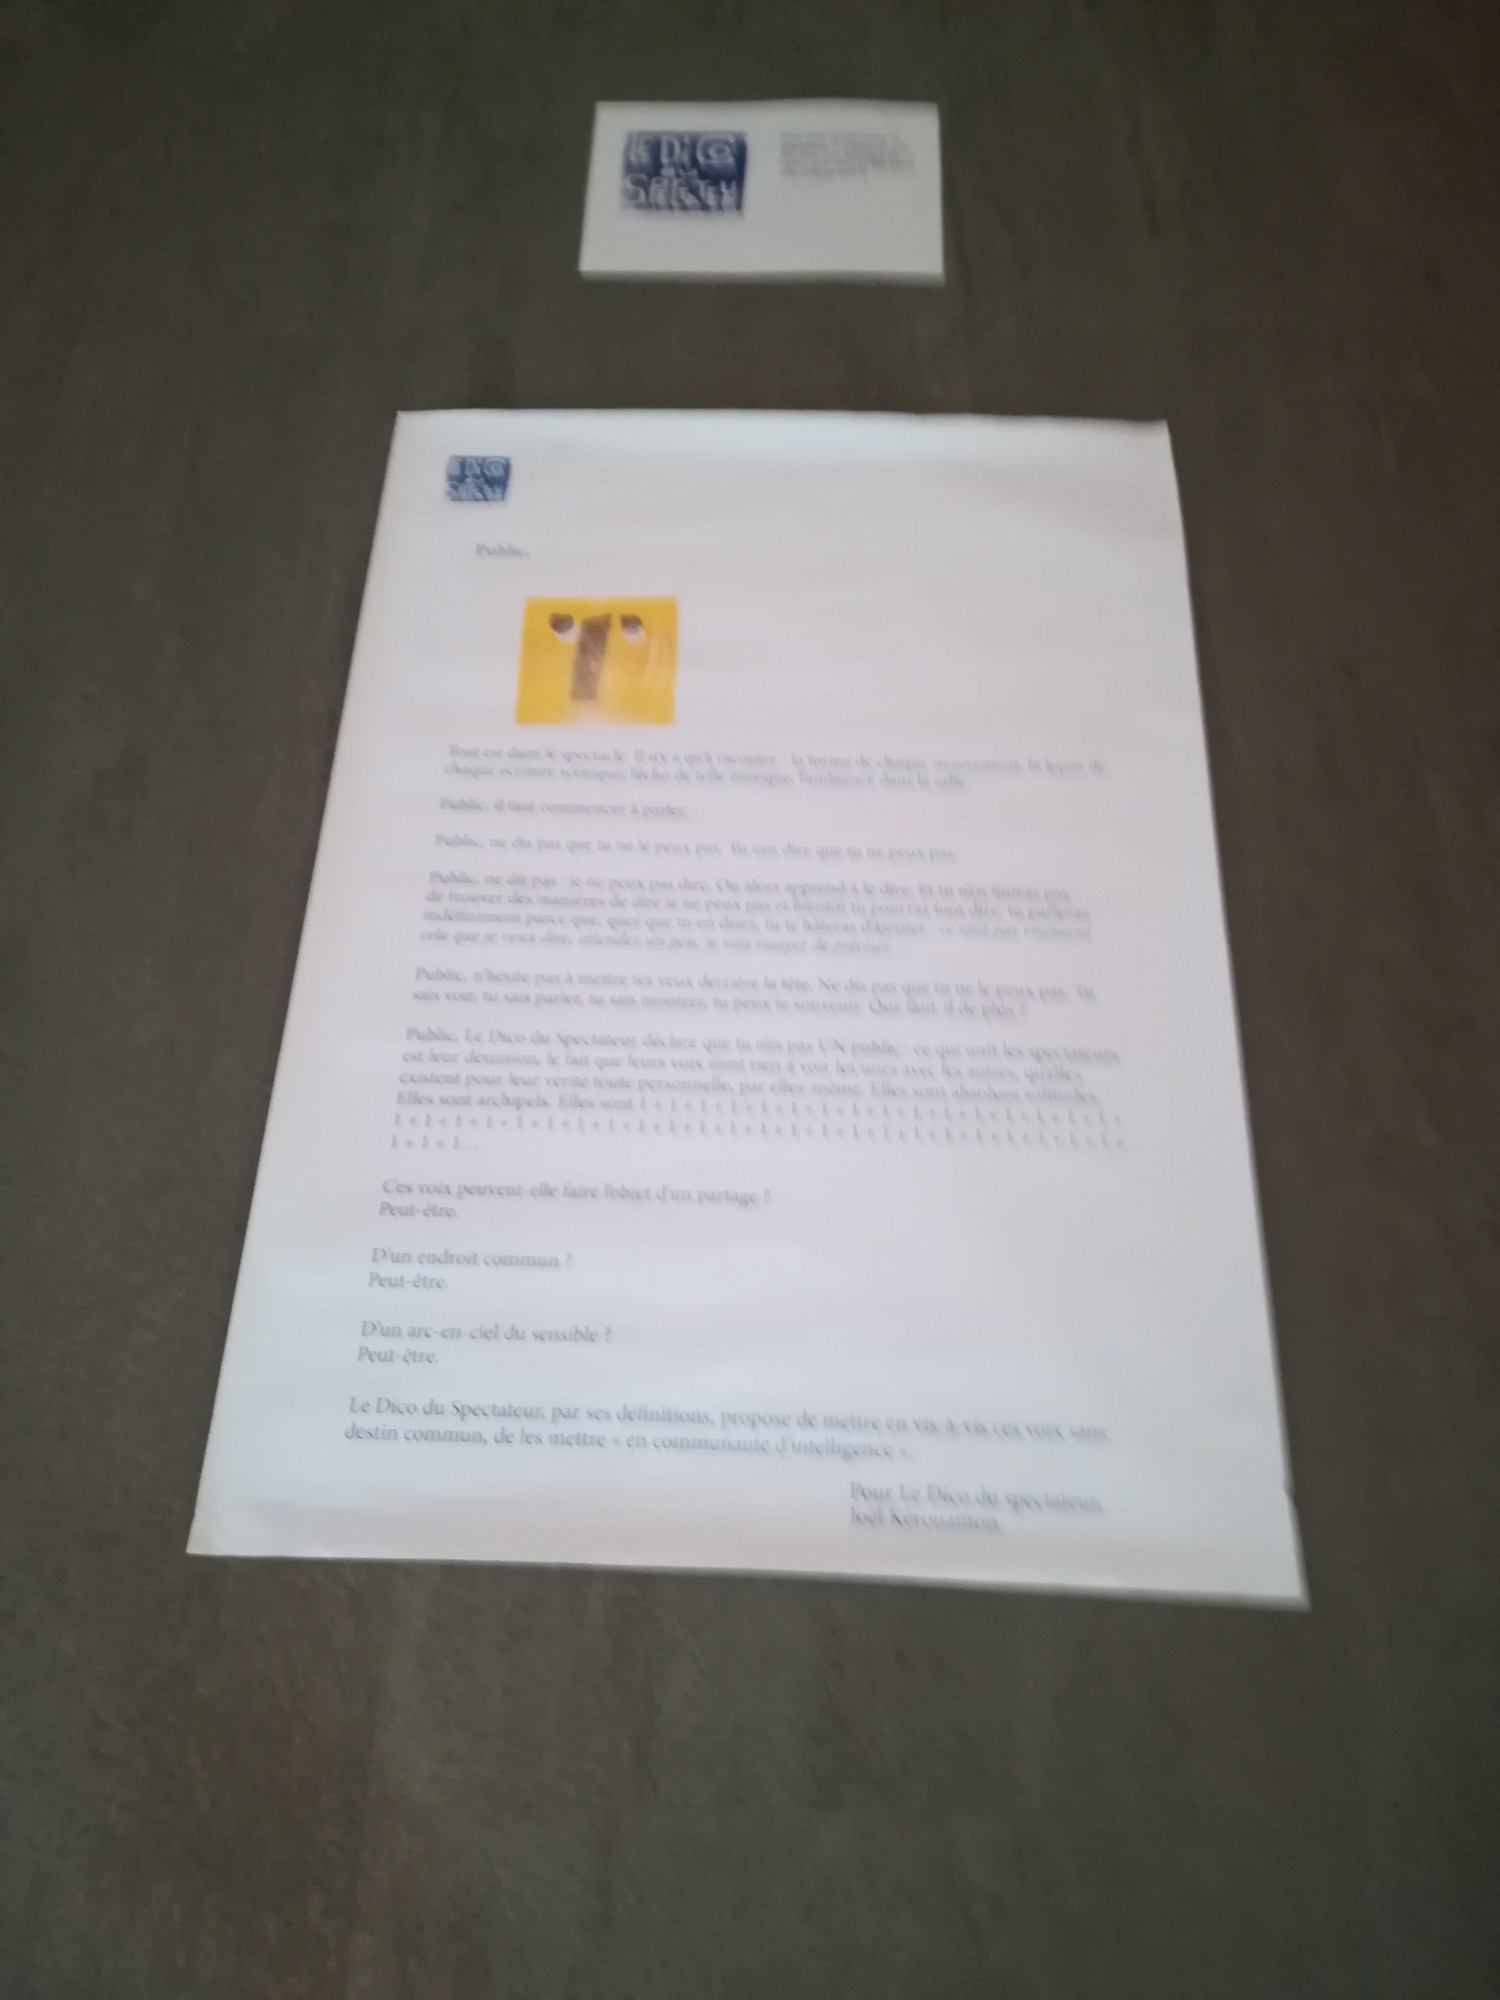 LE DICO
du
SPECTATEU
LE DICO
du
SPECTATEU
Public,
Tout est dans le spectacle. Il n'y a qu'à raconter : la forme de chaque mouvement, la leçon de
chaque écriture scénique, l'écho de telle musique, l'ambiance dans la salle.
Public, il faut commencer à parler.
Public, ne dis pas que tu ne le peux pas. Tu sais dire que tu ne peux pas.
Public, ne dit pas : je ne peux pas dire. Ou alors apprend à le dire. Et tu n'en finiras pas
de trouver des manières de dire je ne peux pas et bientôt tu pourras tout dire, tu parleras
indéfiniment parce que, quoi que tu en dises, tu te hâteras d'ajouter : ce n'est pas vraiment
cela que je veux dire, attendez un peu, je vais essayer de préciser.
Public, n'hésite pas à mettre tes yeux derrière la tête. Ne dis pas que tu ne le peux pas. Tu
sais voir, tu sais parler, tu sais montrer, tu peux te souvenir. Que faut-il de plus ?
Public, Le Dico du Spectateur déclare que tu n'es pas UN public : ce qui unit les spectateurs
est leur désunion, le fait que leurs voix n'ont rien à voir les unes avec les autres, qu'elles
existent pour leur vérité toute personnelle, par elles-même. Elles sont absolues solitudes.
Elles sont archipels. Elles sont 1 + 1 + 1 + 1 + 1 + 1 + 1 + 1 + 1 + 1 + 1 + 1 + 1 + 1 + 1 + 1 +
1 + 1 + 1 + 1 + 1 + 1 + 1 + 1 + 1 + 1 + 1 + 1 + 1 + 1 + 1 + 1 + 1 + 1 + 1 + 1 + 1 + 1 + 1 + 1 +
1 + 1 + 1…
Ces voix peuvent-elle faire l'objet d'un partage ?
Peut-être.
D'un endroit commun ?
Peut-être.
D'un arc-en-ciel du sensible ?
Peut-être.
Le Dico du Spectateur, par ses définitions, propose de mettre en vis-à-vis ces voix sans
destin commun, de les mettre « en communauté d'intelligence ».
Pour Le Dico du spectateur,
Joël Kérouanton